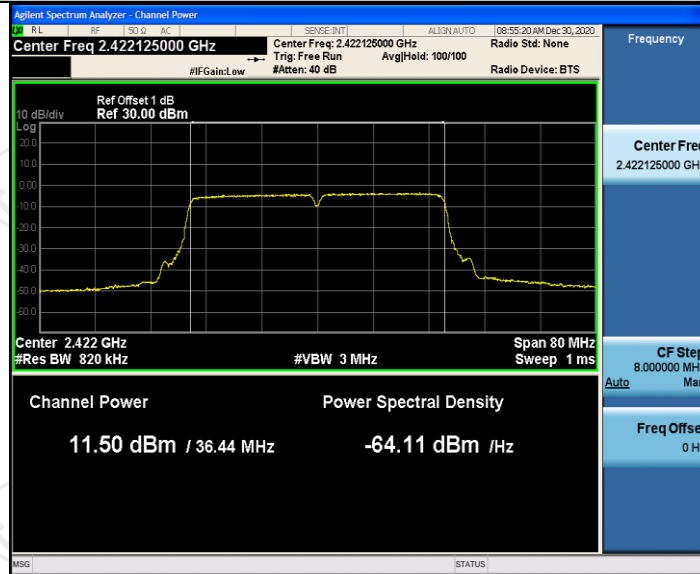 Agilent Spectrum Analyzer - Channel Power
RL RF 50 Ω AC SENSE:INT ALIGN AUTO 08:55:20 AM Dec 30, 2020
Center Freq 2.422125000 GHz
Center Freq: 2.422125000 GHz
Radio Std: None
Trig: Free Run Avg|Hold: 100/100
#IFGain:Low
#Atten: 40 dB
Radio Device: BTS
Frequency
Ref Offset 1 dB
10 dB/div Ref 30.00 dBm
Log
20.0
10.0
0.00
-10.0
-20.0
-30.0
-40.0
-50.0
-60.0
Center Fre
2.422125000 GH
Center 2.422 GHz Span 80 MHz
#Res BW 820 kHz #VBW 3 MHz Sweep 1 ms
CF Ste
8.000000 MH
Auto Ma
Channel Power Power Spectral Density
11.50 dBm / 36.44 MHz -64.11 dBm /Hz
Freq Offse
0 H
MSG STATUS